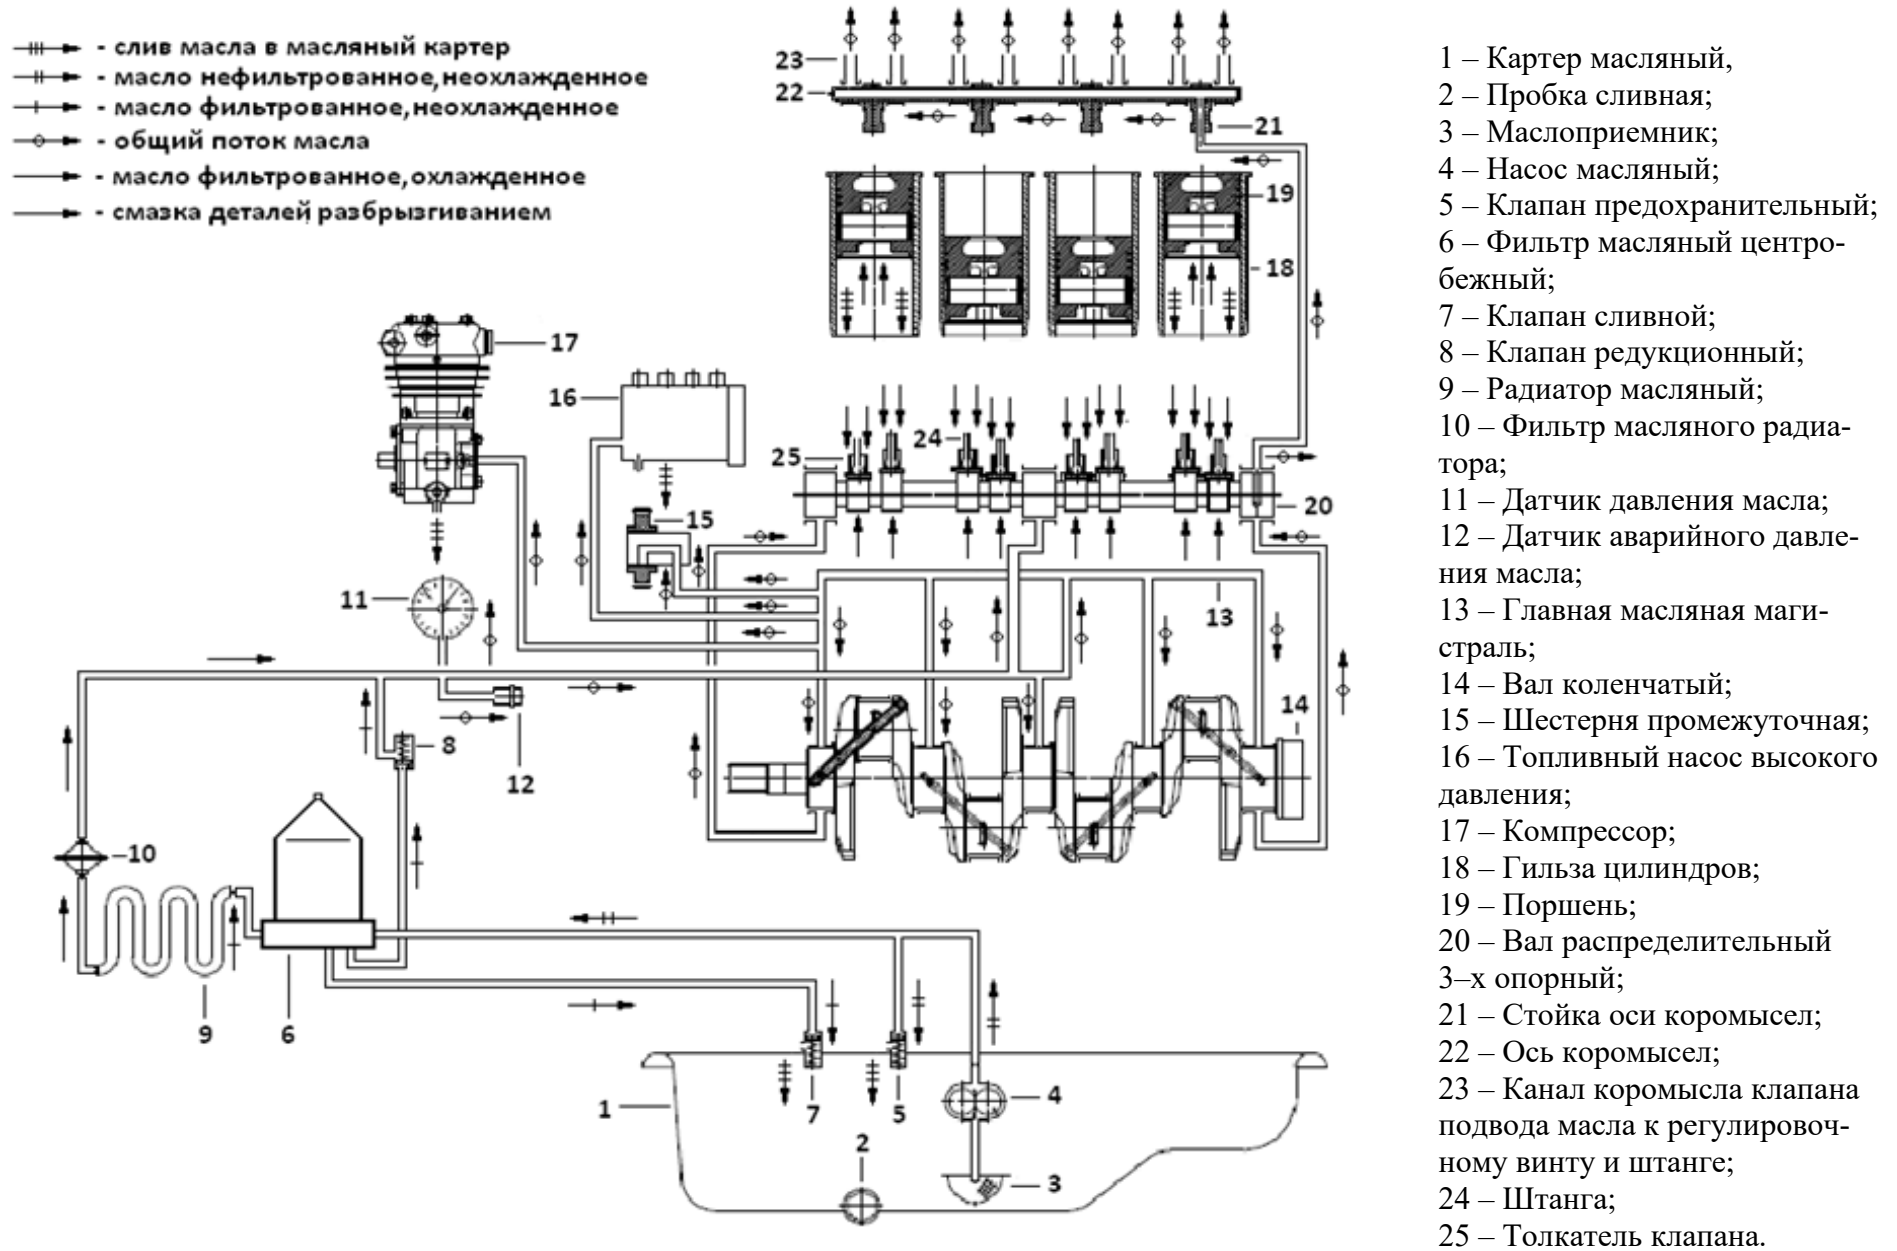 - слив масла в масляный картер
- масло нефильтрованное, неохлажденное
- масло фильтрованное, неохлажденное
- общий поток масла
- масло фильтрованное, охлажденное
- смазка деталей разбрызгиванием
23
22
21
19
18
17
16
24
25
15
20
11
13
14
8
12
10
9
6
7
5
4
1
2
3
1 – Картер масляный,
2 – Пробка сливная;
3 – Маслоприемник;
4 – Насос масляный;
5 – Клапан предохранительный;
6 – Фильтр масляный центро-
бежный;
7 – Клапан сливной;
8 – Клапан редукционный;
9 – Радиатор масляный;
10 – Фильтр масляного радиа-
тора;
11 – Датчик давления масла;
12 – Датчик аварийного давле-
ния масла;
13 – Главная масляная маги-
страль;
14 – Вал коленчатый;
15 – Шестерня промежуточная;
16 – Топливный насос высокого
давления;
17 – Компрессор;
18 – Гильза цилиндров;
19 – Поршень;
20 – Вал распределительный
3–х опорный;
21 – Стойка оси коромысел;
22 – Ось коромысел;
23 – Канал коромысла клапана
подвода масла к регулировоч-
ному винту и штанге;
24 – Штанга;
25 – Толкатель клапана.